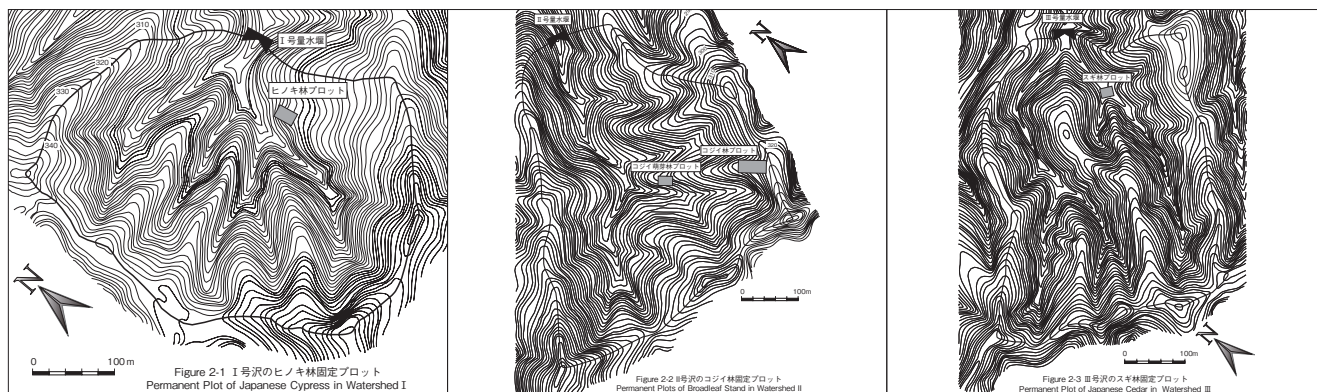 310
Ⅰ号量水堰
320
ヒノキ林プロット
330
340
N
0 100 m
Figure 2-1 Ⅰ号沢のヒノキ林固定プロット
Permanent Plot of Japanese Cypress in Watershed Ⅰ
Ⅱ号量水堰
N
コジイ林プロット
コジイ萌芽林プロット
0 100m
Figure 2-2 Ⅱ号沢のコジイ林固定プロット
Permanent Plots of Broadleaf Stand in Watershed Ⅱ
Ⅲ号量水堰
スギ林プロット
N
0 100m
Figure 2-3 Ⅲ号沢のスギ林固定プロット
Permanent Plot of Japanese Cedar in Watershed Ⅲ